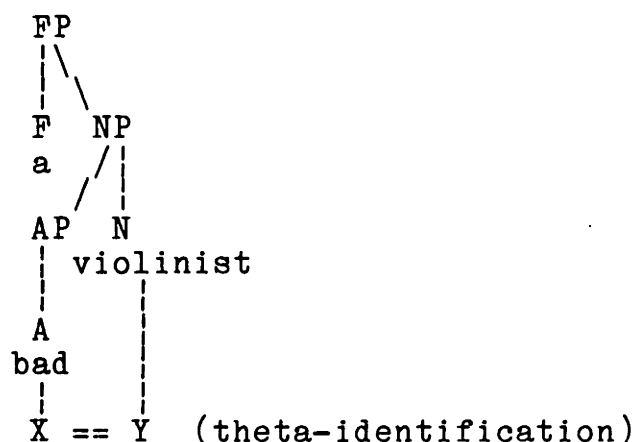 FP
F NP
a
AP N
violinist
A
bad
X == Y (theta-identification)